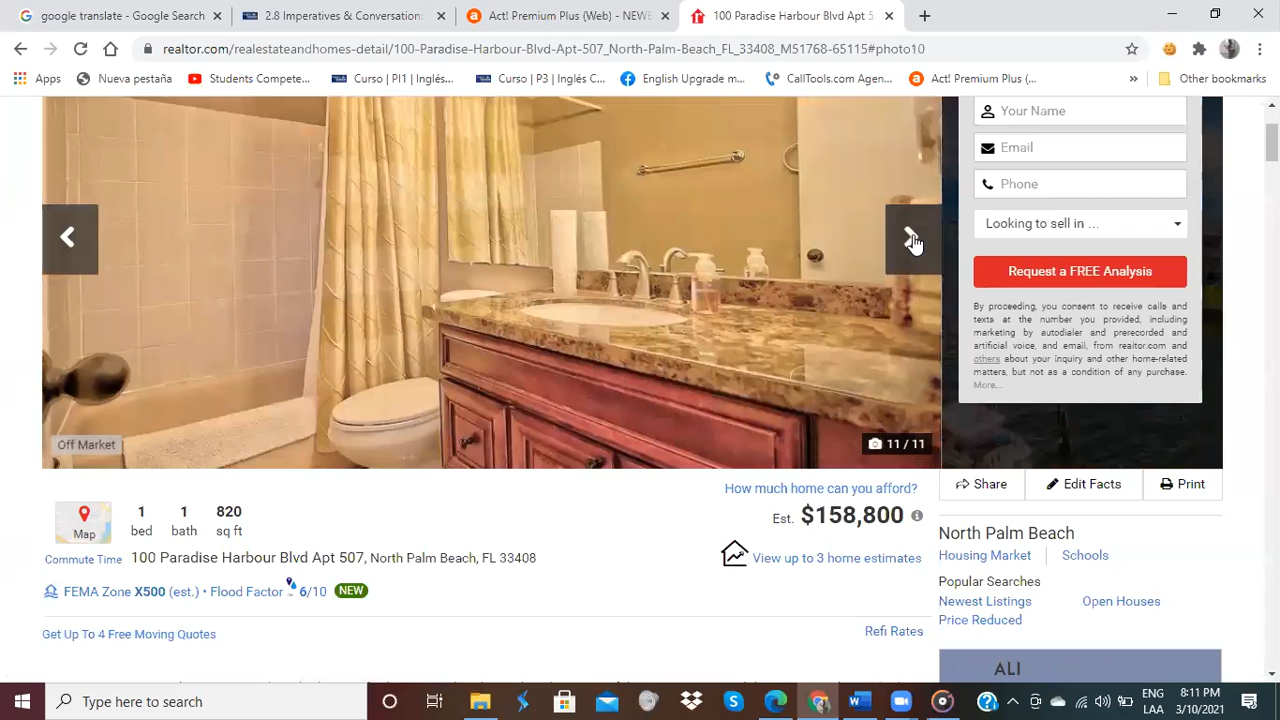 google translate - Google Search
2.8 Imperatives & Conversation:
Act! Premium Plus (Web) - NEWE
100 Paradise Harbour Blvd Apt 5
realtor.com/realestateandhomes-detail/100-Paradise-Harbour-Blvd-Apt-507_North-Palm-Beach_FL_33408_M51768-65115#photo10
Apps
Nueva pestaña
Students Compete...
Curso | PI1 | Inglés...
Curso | P3 | Inglés C...
English Upgrade m...
CallTools.com Agen...
Act! Premium Plus (...
»
Other bookmarks
Your Name
Email
Phone
Looking to sell in ...
Request a FREE Analysis
By proceeding, you consent to receive calls and
texts at the number you provided, including
marketing by autodialer and prerecorded and
artificial voice, and email, from realtor.com and
others about your inquiry and other home-related
matters, but not as a condition of any purchase.
More...
Off Market
11 / 11
Share
Edit Facts
Print
How much home can you afford?
Map
1 bed
1 bath
820 sq ft
Est. $158,800
Commute Time
100 Paradise Harbour Blvd Apt 507, North Palm Beach, FL 33408
View up to 3 home estimates
FEMA Zone X500 (est.) • Flood Factor 6/10 NEW
Get Up To 4 Free Moving Quotes
Refi Rates
North Palm Beach
Housing Market
Schools
Popular Searches
Newest Listings
Open Houses
Price Reduced
ALI
Type here to search
ENG
LAA
8:11 PM
3/10/2021